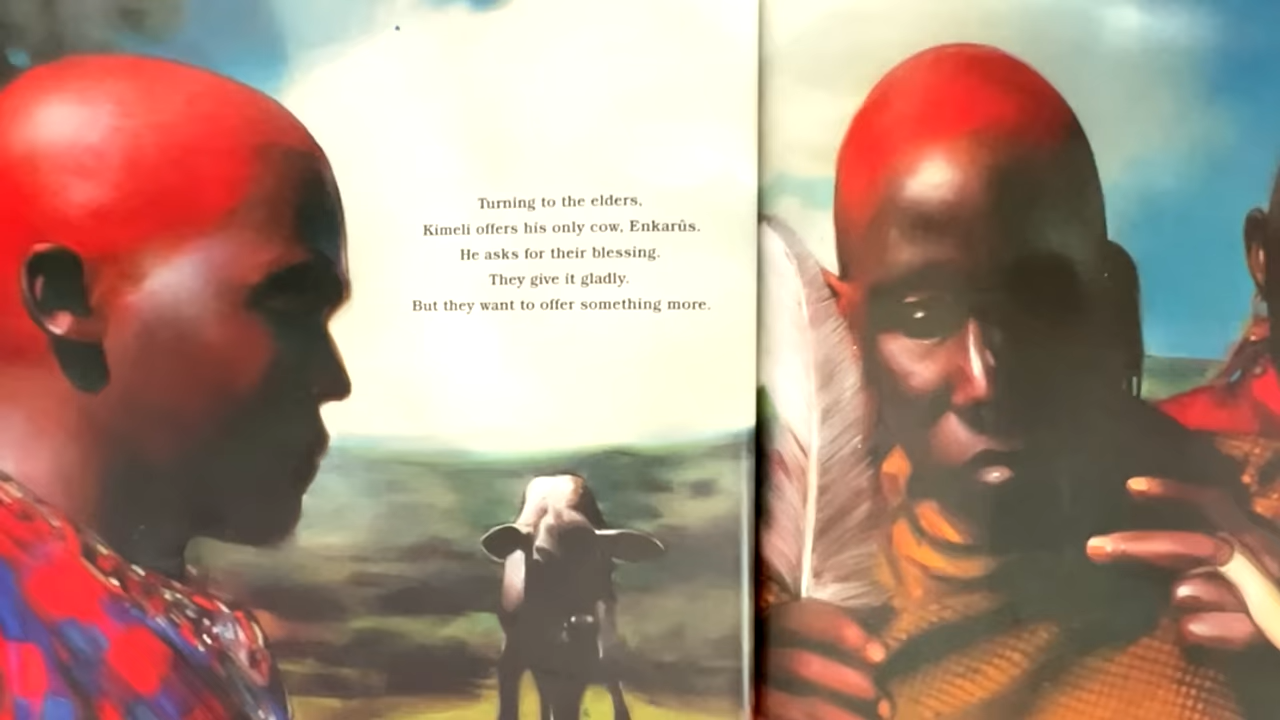 Turning to the elders,
Kimeli offers his only cow, Enkarûs.
He asks for their blessing.
They give it gladly.
But they want to offer something more.